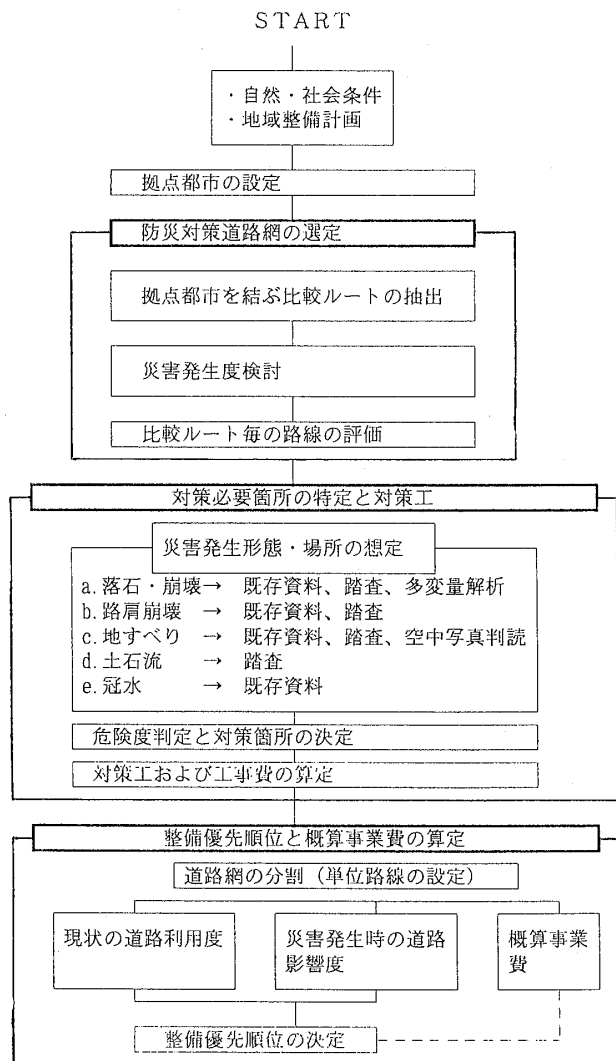 START
・自然・社会条件
・地域整備計画
拠点都市の設定
防災対策道路網の選定
拠点都市を結ぶ比較ルートの抽出
災害発生度検討
比較ルート毎の路線の評価
対策必要箇所の特定と対策工
災害発生形態・場所の想定
a. 落石・崩壊→ 既存資料、踏査、多変量解析
b. 路肩崩壊 → 既存資料、踏査
c. 地すべり → 既存資料、踏査、空中写真判読
d. 土石流 → 踏査
e. 冠水 → 既存資料
危険度判定と対策箇所の決定
対策工および工事費の算定
整備優先順位と概算事業費の算定
道路網の分割（単位路線の設定）
現状の道路利用度
災害発生時の道路
影響度
概算事業
費
整備優先順位の決定